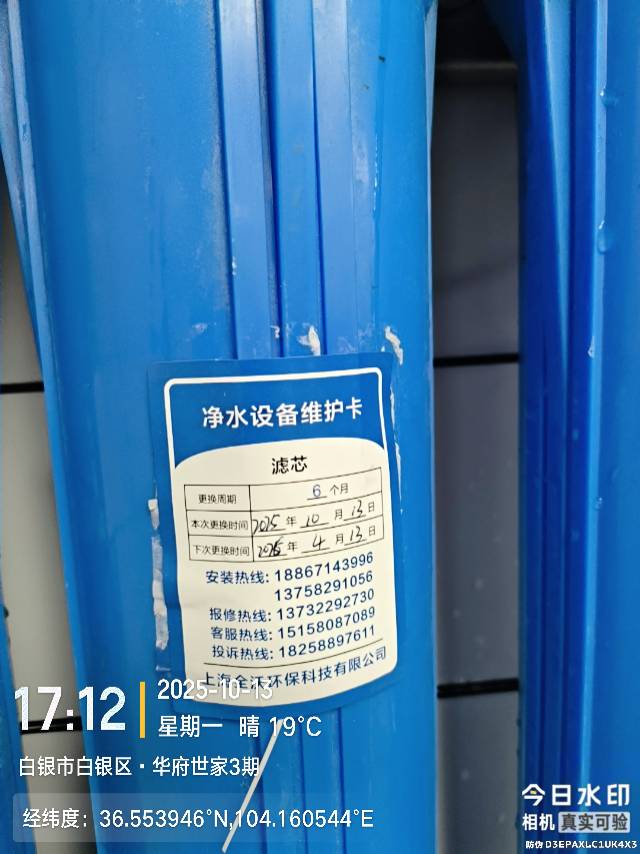 净水设备维护卡
滤芯
更换周期 6 个月
本次更换时间 2025 年 10 月 13 日
下次更换时间 2026 年 4 月 13 日
安装热线: 18867143996
13758291056
报修热线: 13732292730
客服热线: 15158087089
投诉热线: 18258897611
上海全禾环保科技有限公司
17:12
2025-10-13
星期一 晴 19°C
白银市白银区·华府世家3期
经纬度: 36.553946°N,104.160544°E
今日水印
相机 真实可验
防伪 D3EPAXLC1UK4X3